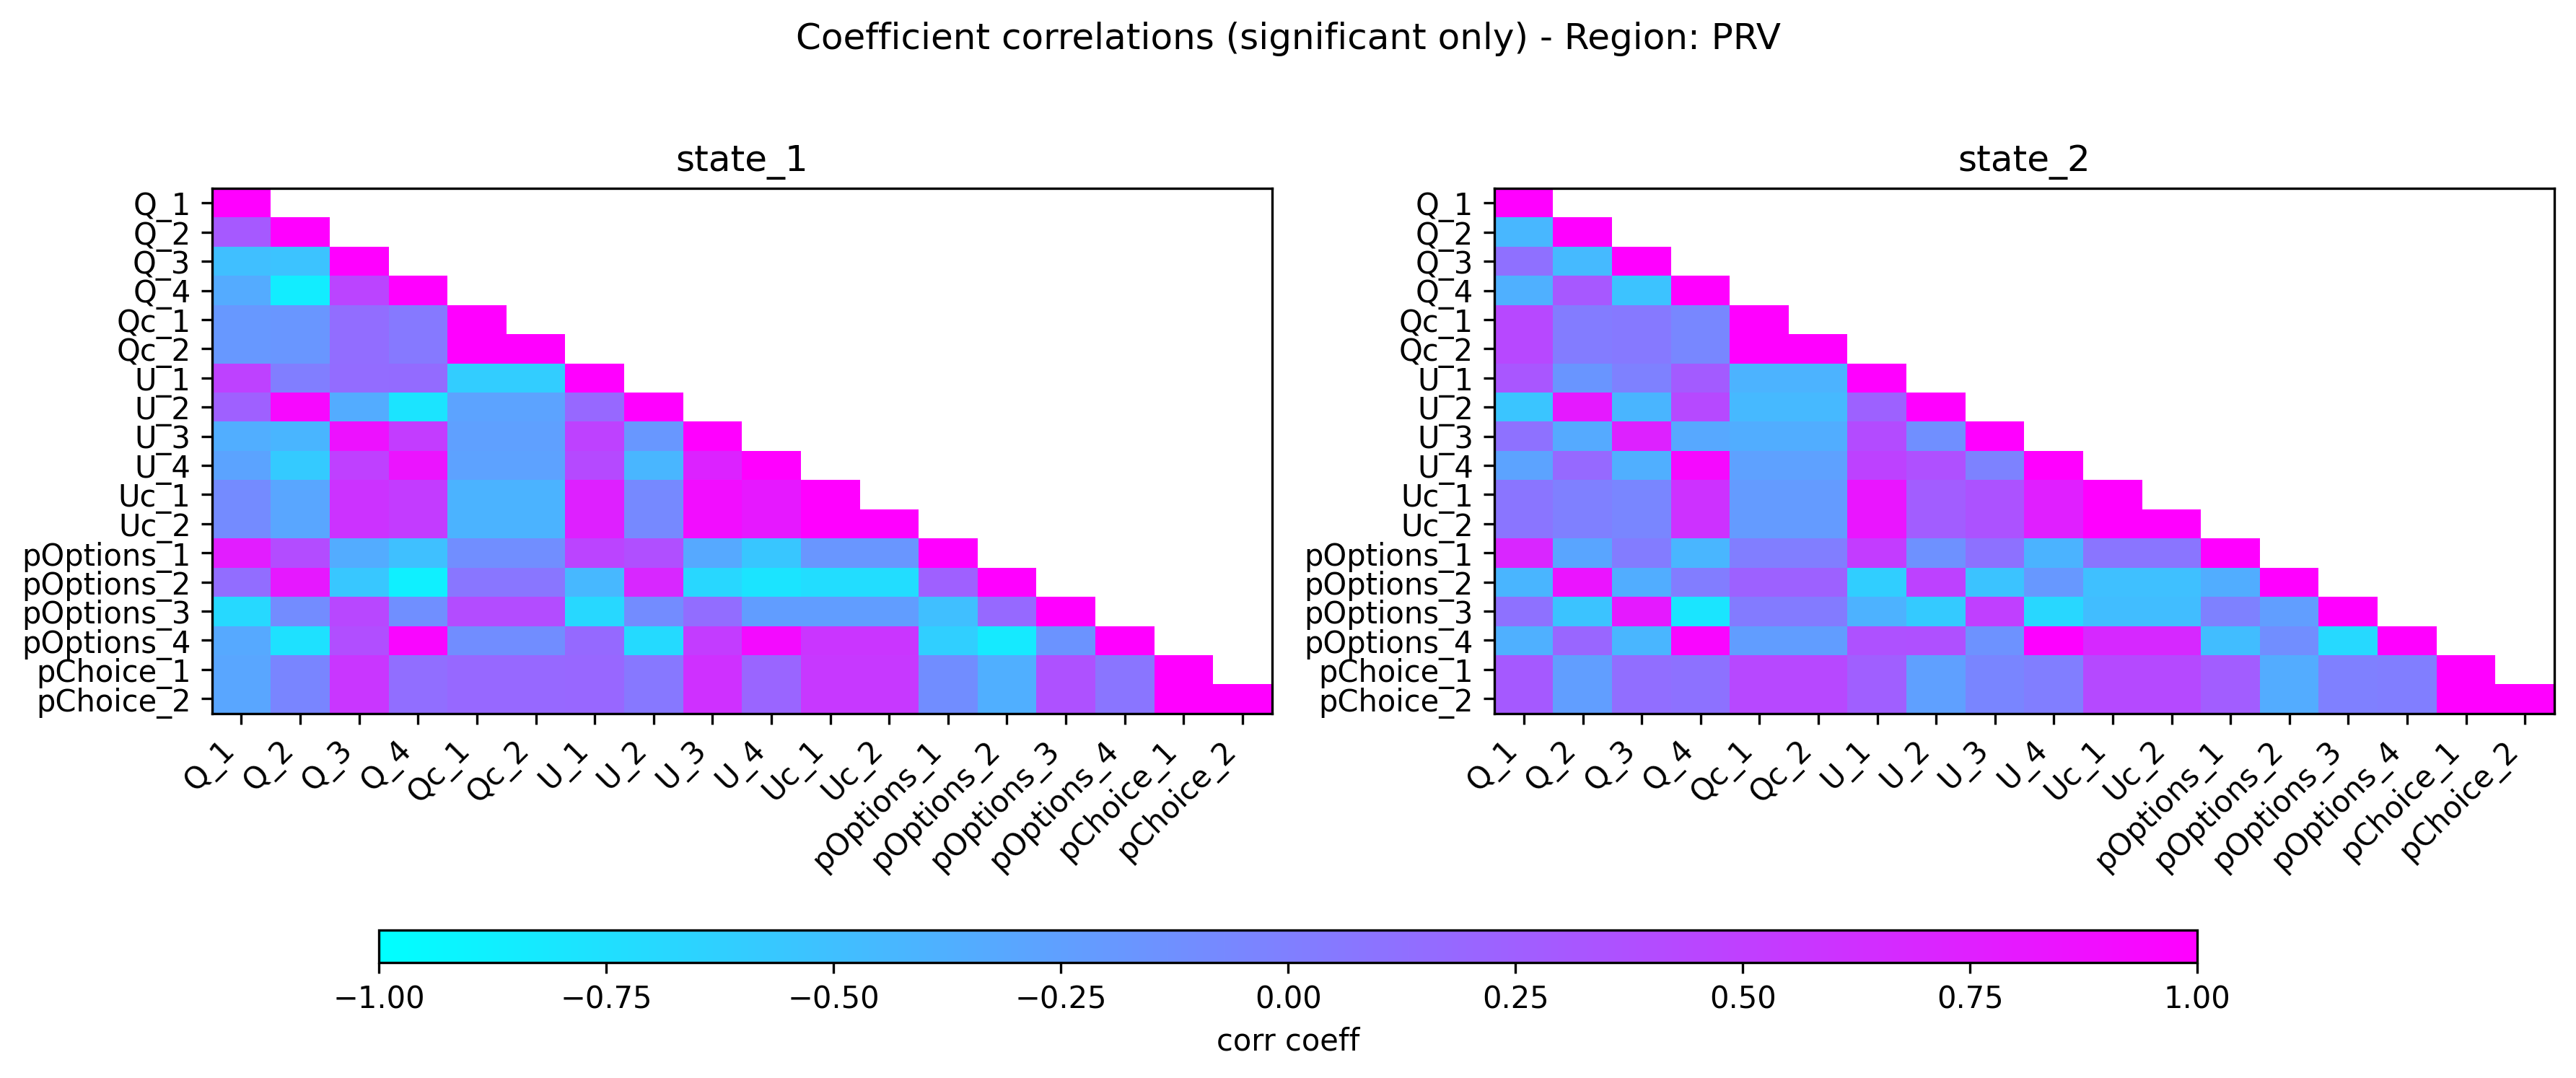 Coefficient correlations (significant only) - Region: PRV
state_1
Q_1
Q_2
Q_3
Q_4
Qc_1
Qc_2
U_1
U_2
U_3
U_4
Uc_1
Uc_2
pOptions_1
pOptions_2
pOptions_3
pOptions_4
pChoice_1
pChoice_2
Q_1
Q_2
Q_3
Q_4
Qc_1
Qc_2
U_1
U_2
U_3
U_4
Uc_1
Uc_2
pOptions_1
pOptions_2
pOptions_3
pOptions_4
pChoice_1
pChoice_2
state_2
Q_1
Q_2
Q_3
Q_4
Qc_1
Qc_2
U_1
U_2
U_3
U_4
Uc_1
Uc_2
pOptions_1
pOptions_2
pOptions_3
pOptions_4
pChoice_1
pChoice_2
Q_1
Q_2
Q_3
Q_4
Qc_1
Qc_2
U_1
U_2
U_3
U_4
Uc_1
Uc_2
pOptions_1
pOptions_2
pOptions_3
pOptions_4
pChoice_1
pChoice_2
−1.00 −0.75 −0.50 −0.25 0.00 0.25 0.50 0.75 1.00
corr coeff